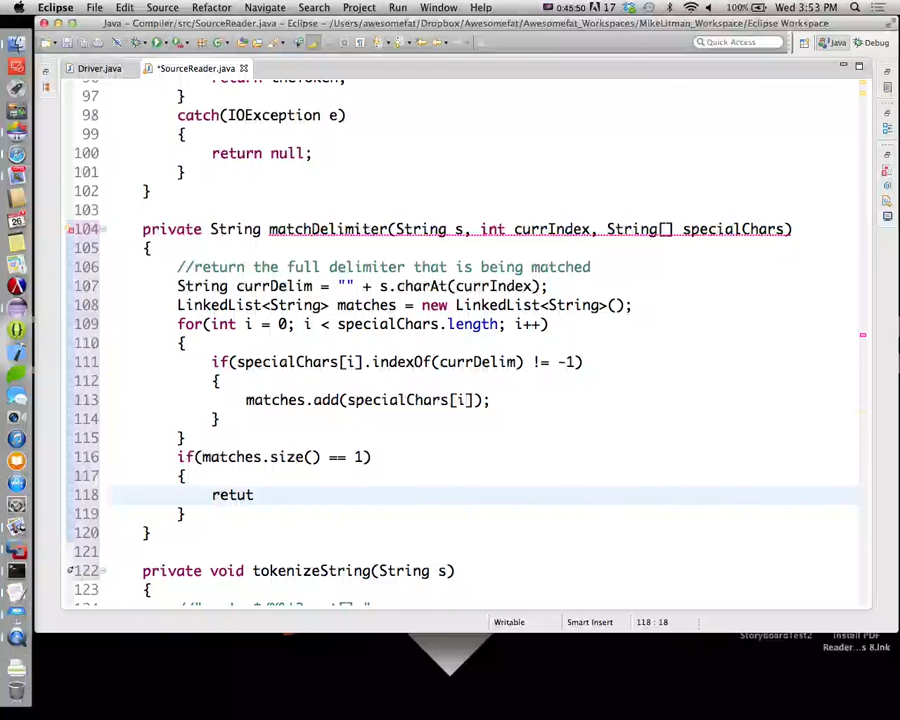 Eclipse File Edit Source Refactor Navigate Search Project Run Window Help 0:45:50 17 100% Wed 3:53 PM
Java - Compiler/src/SourceReader.java - Eclipse - /Users/awesomefat/Dropbox/Awesomefat_Workspaces/MikeLitman_Workspace/Eclipse Workspace
Quick Access Java Debug
Driver.java *SourceReader.java
97 }
98 catch(IOException e)
99 {
100 return null;
101 }
102 }
103
104 private String matchDelimiter(String s, int currIndex, String[] specialChars)
105 {
106 //return the full delimiter that is being matched
107 String currDelim = "" + s.charAt(currIndex);
108 LinkedList<String> matches = new LinkedList<String>();
109 for(int i = 0; i < specialChars.length; i++)
110 {
111 if(specialChars[i].indexOf(currDelim) != -1)
112 {
113 matches.add(specialChars[i]);
114 }
115 }
116 if(matches.size() == 1)
117 {
118 retut
119 }
120 }
121
122 private void tokenizeString(String s)
123 {
Writable Smart Insert 118 : 18
StoryBoardTest2 Install PDF
Reader...s 8.lnk